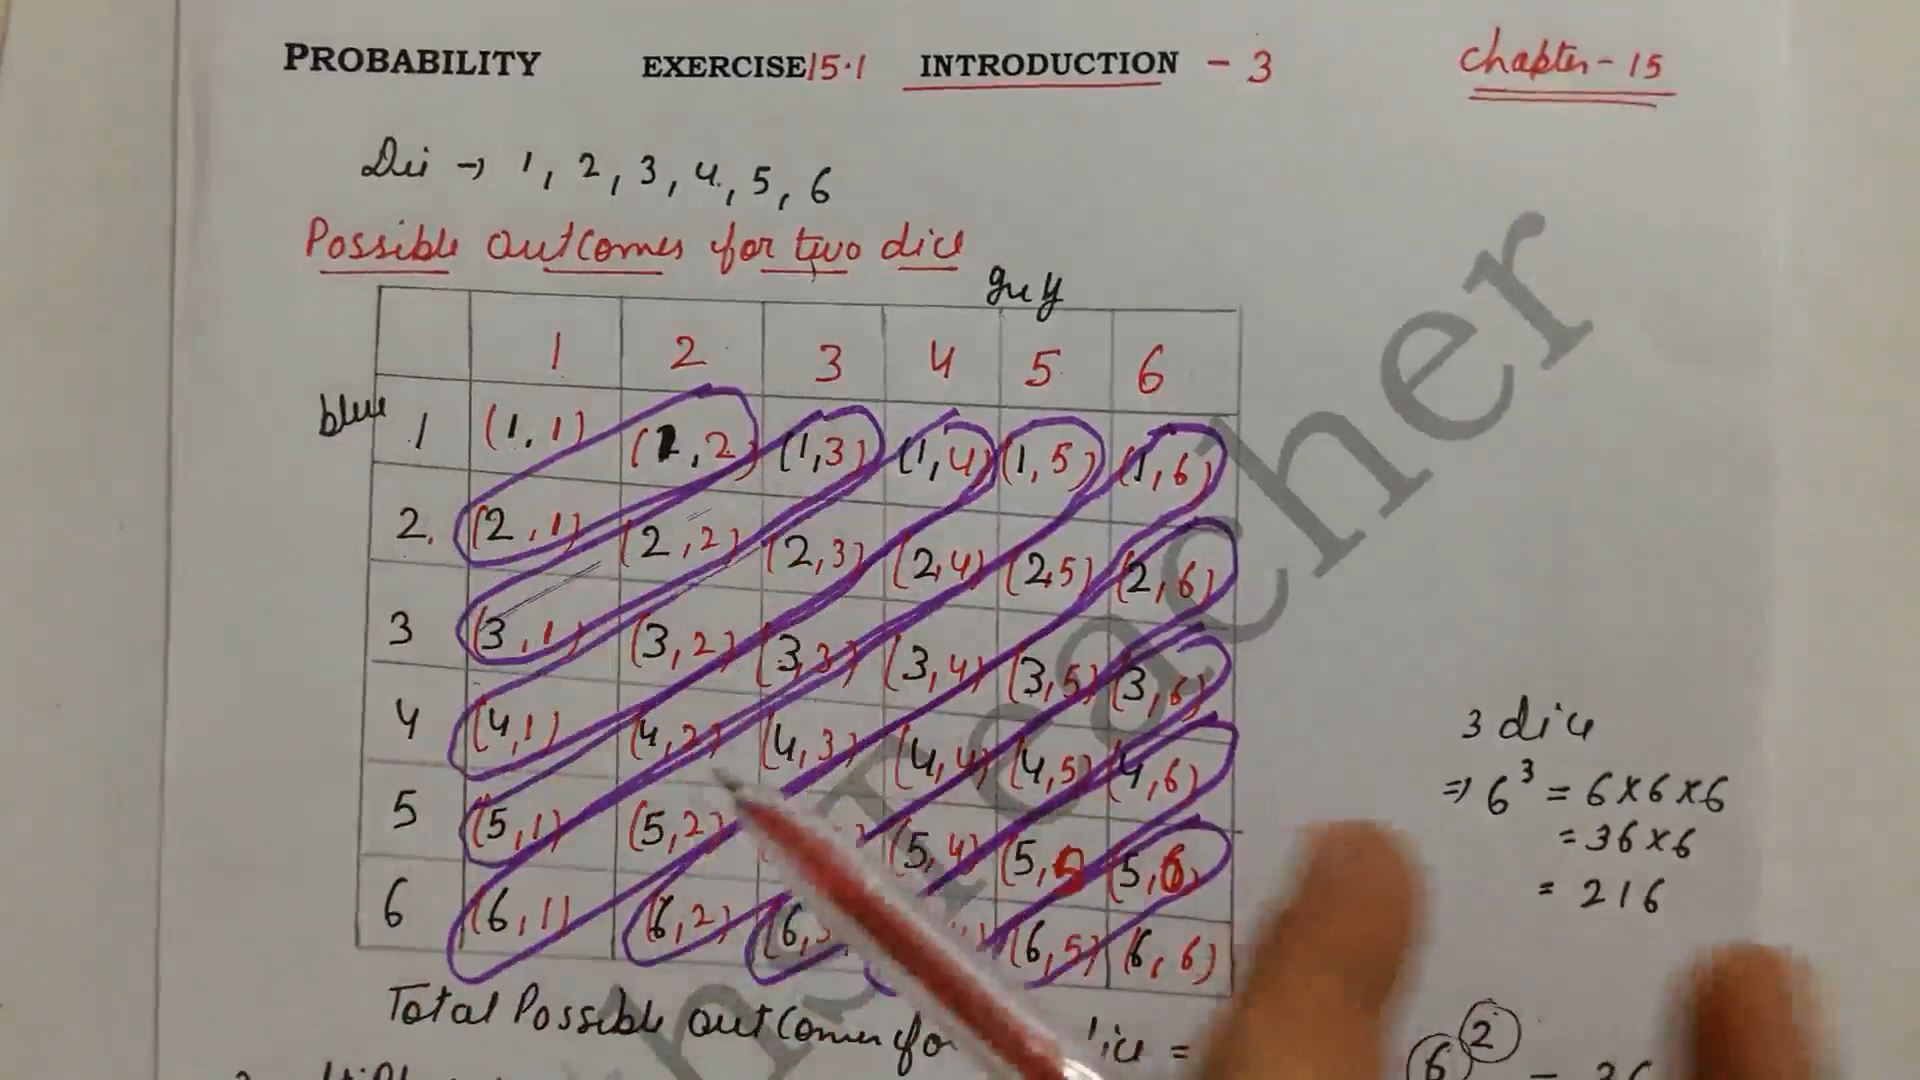 PROBABILITY EXERCISE 15.1 INTRODUCTION - 3 Chapter - 15
Die → 1, 2, 3, 4, 5, 6
Possible outcomes for two dice
grey
1 2 3 4 5 6
blue
1 (1,1) (1,2) (1,3) (1,4) (1,5) (1,6)
2. (2,1) (2,2) (2,3) (2,4) (2,5) (2,6)
3 (3,1) (3,2) (3,3) (3,4) (3,5) (3,6)
4 (4,1) (4,2) (4,3) (4,4) (4,5) (4,6)
5 (5,1) (5,2) (5,4) (5,5) (5,6)
6 (6,1) (6,2) (6,5) (6,6)
3 dice
⇒ 6³ = 6×6×6
= 36×6
= 216
Total Possible outcomes =
6²